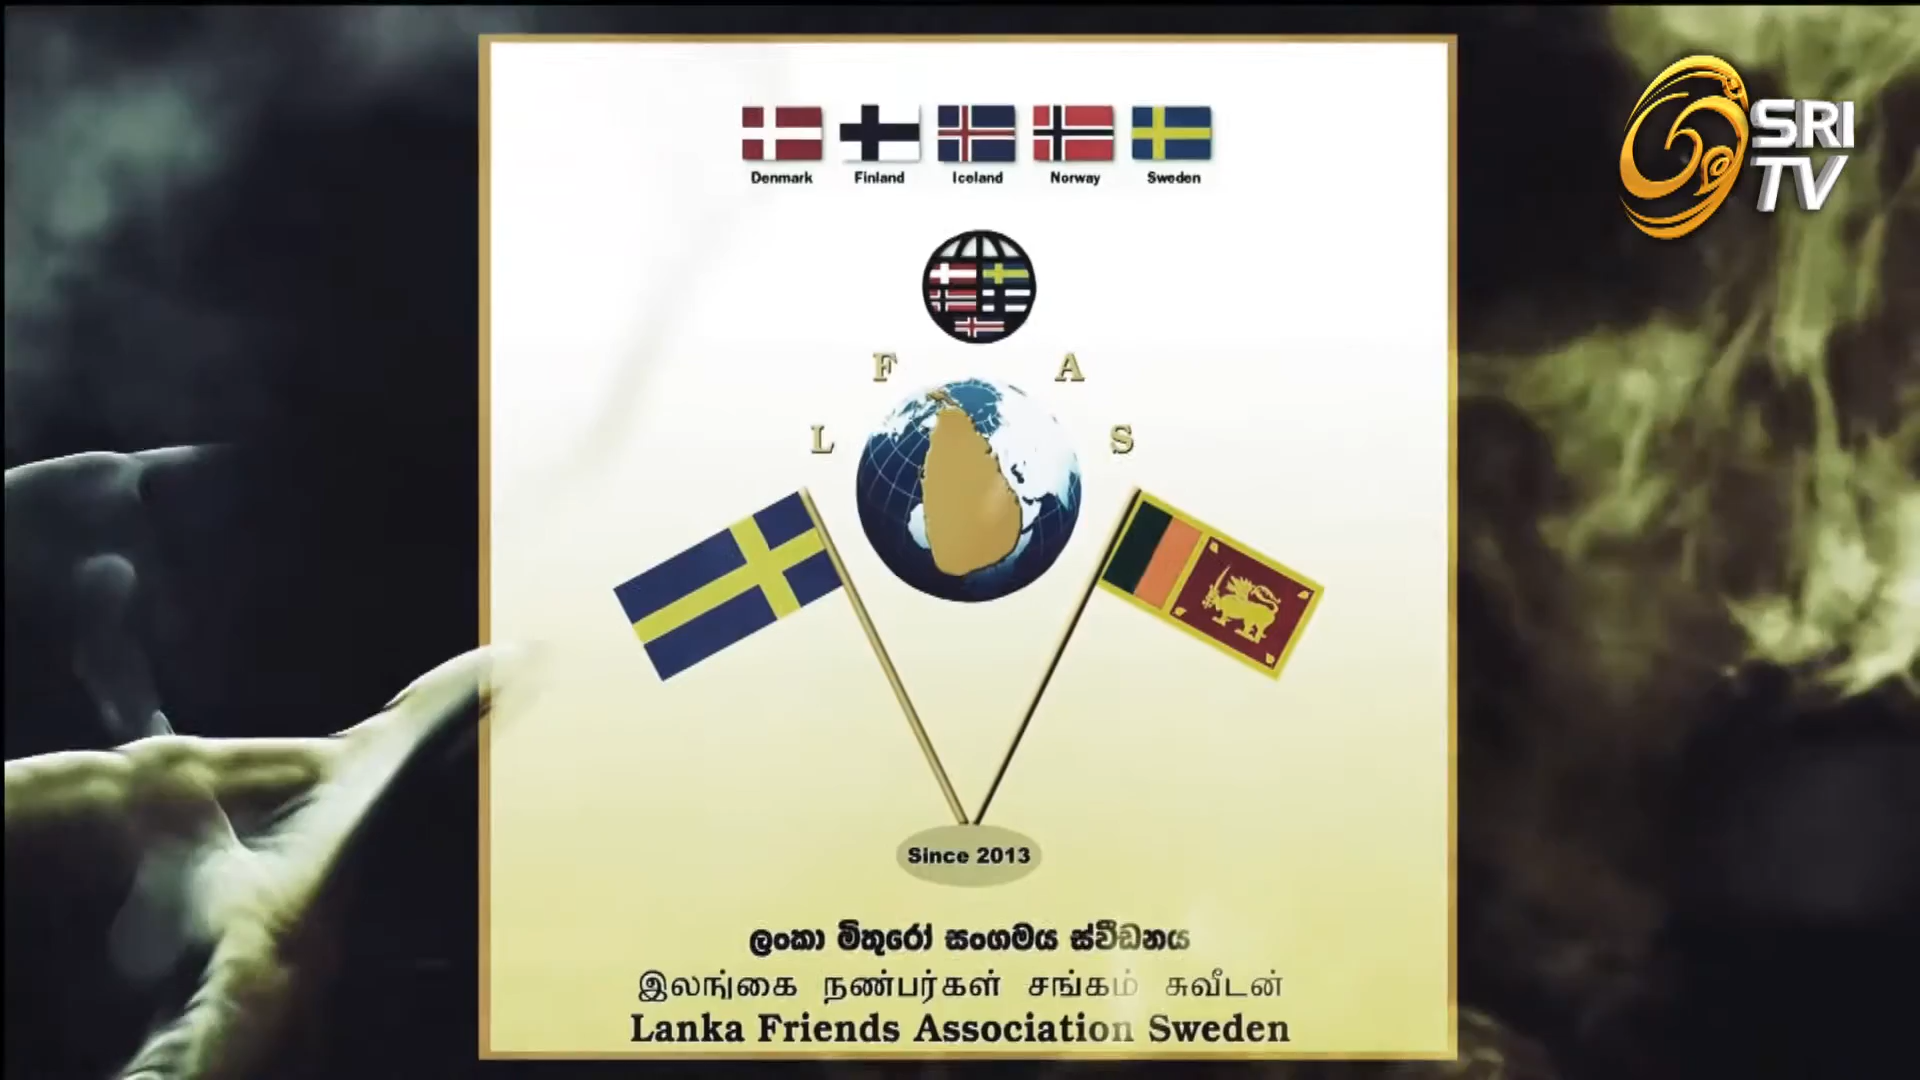 SRI
TV
Denmark Finland Iceland Norway Sweden
F A
L S
Since 2013
ලංකා මිතුරෝ සංගමය ස්වීඩනය
இலங்கை நண்பர்கள் சங்கம் சுவீடன்
Lanka Friends Association Sweden